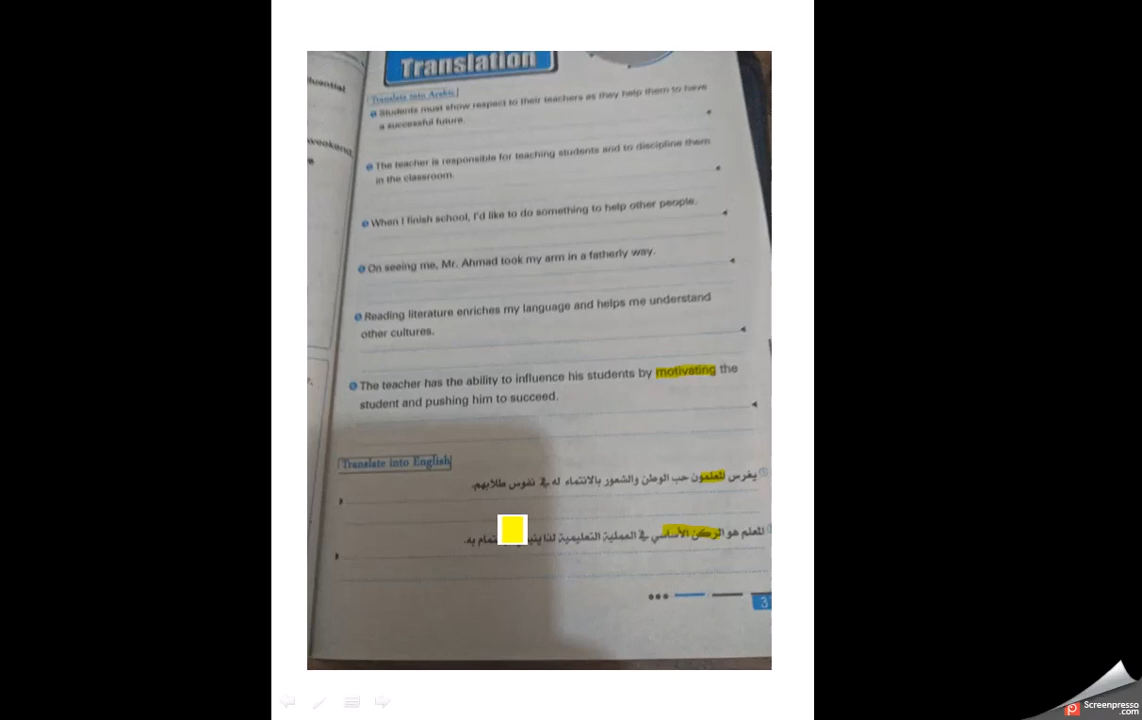 Translation
Translate into Arabic
Students must show respect to their teachers as they help them to have
a successful future.
The teacher is responsible for teaching students and to discipline them
in the classroom.
When I finish school, I'd like to do something to help other people.
On seeing me, Mr. Ahmad took my arm in a fatherly way.
Reading literature enriches my language and helps me understand
other cultures.
The teacher has the ability to influence his students by motivating the
student and pushing him to succeed.
Translate into English
يغرس المعلمون حب الوطن والشعور بالانتماء له في نفوس طلابهم.
المعلم هو الركن الأساسي في العملية التعليمية لذا به.
3
Screenpresso
.com